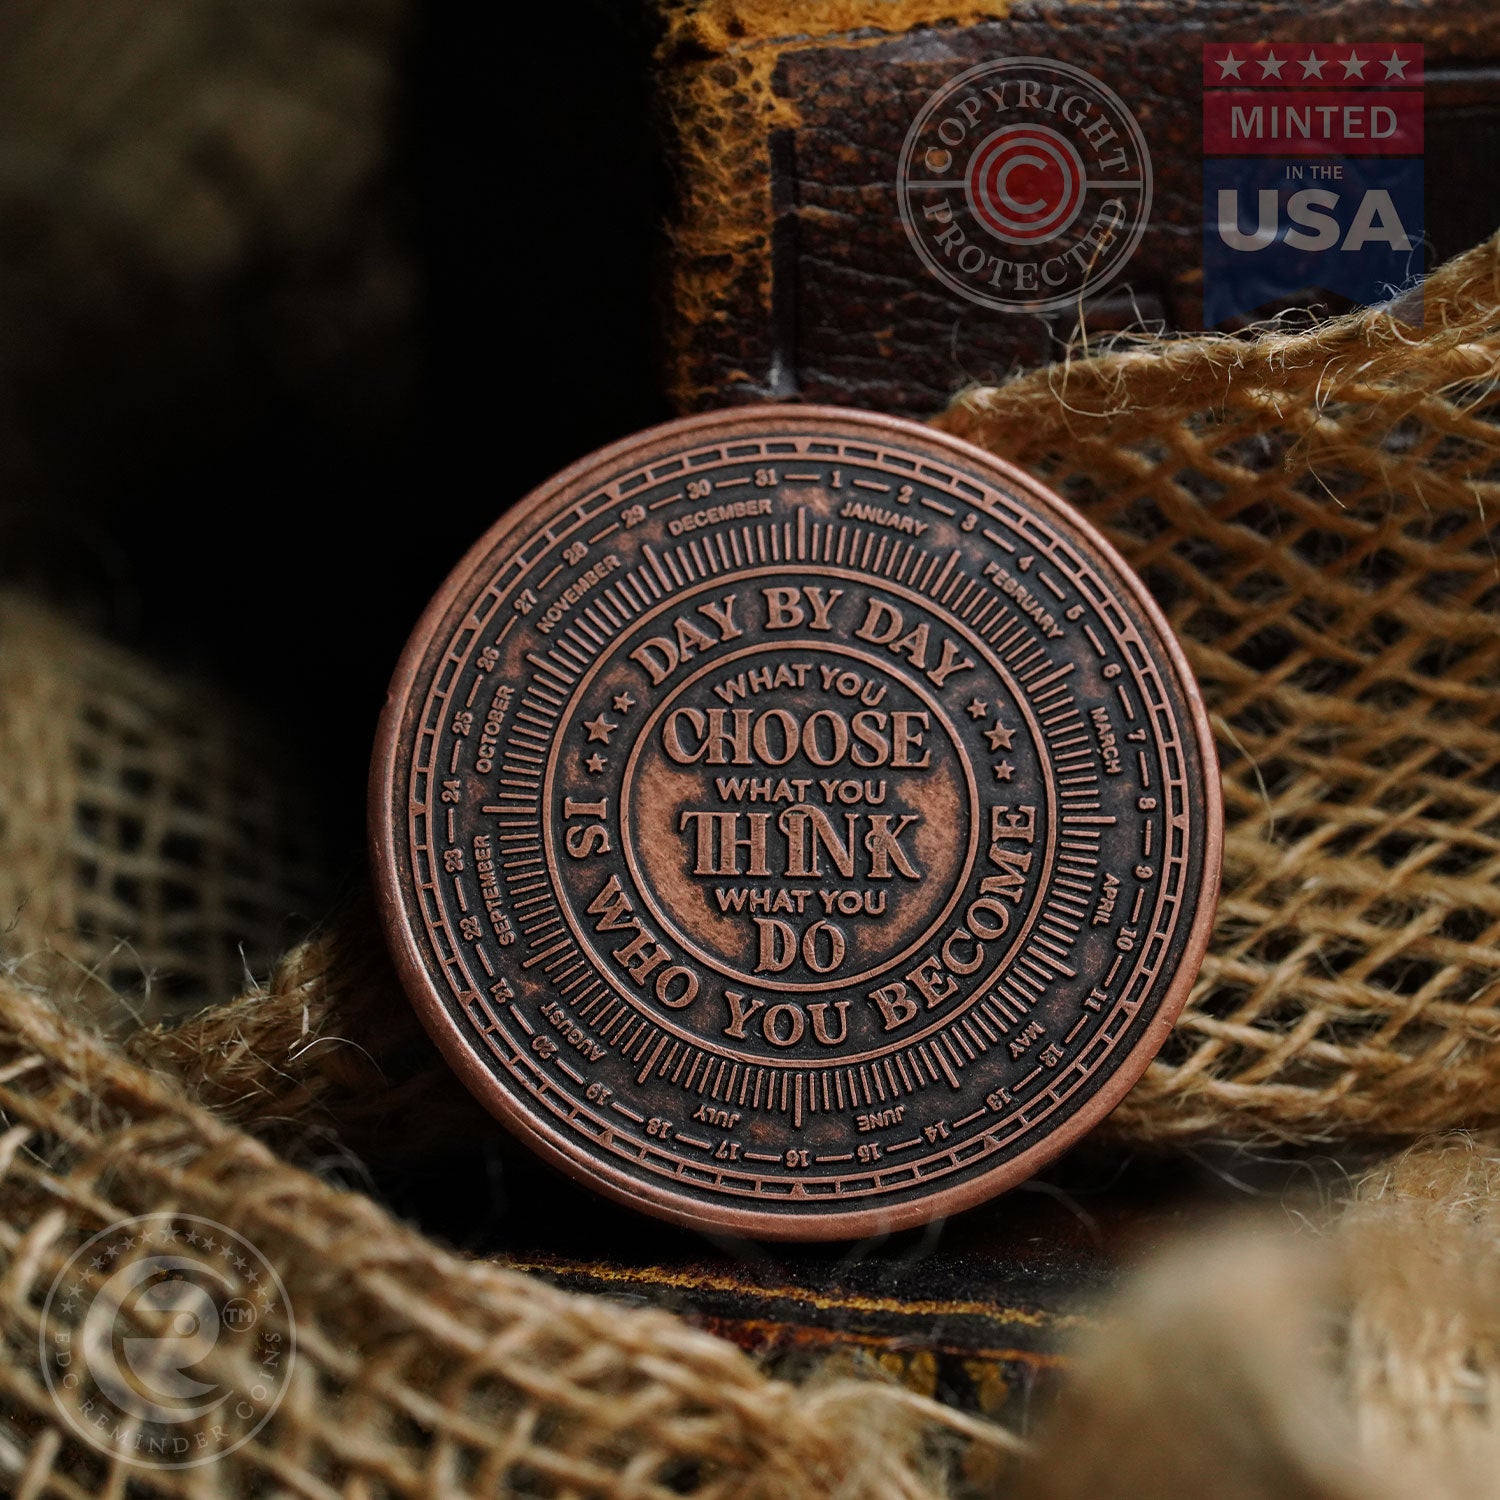 COPYRIGHT
PROTECTED
C
MINTED
IN THE
USA
31 1 2 3 4 5 6 7 8 9 10 11 12 13 14 15 16 17 18 19 20 21 22 23 24 25 26 27 28 29 30
JANUARY FEBRUARY MARCH APRIL MAY JUNE JULY AUGUST SEPTEMBER OCTOBER NOVEMBER DECEMBER
DAY BY DAY
WHAT YOU
CHOOSE
WHAT YOU
THINK
WHAT YOU
DO
IS WHO YOU BECOME
TM
EDC REMINDER COINS